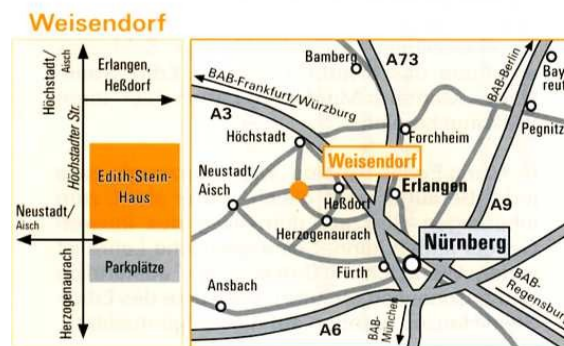 Weisendorf
Höchstadt/
Aisch
Erlangen,
Heßdorf
Höchstadter Str.
Edith-Stein-
Haus
Neustadt/
Aisch
Parkplätze
Herzogenaurach
Bamberg
A73
BAB-Berlin
Bay
reut
BAB-Frankfurt/Würzburg
A3
Pegnitz
Höchstadt
Forchheim
Weisendorf
Neustadt/
Aisch
Heßdorf
Erlangen
A9
Herzogenaurach
Nürnberg
Fürth
Ansbach
BAB-
Regensburg
BAB-
München
A6